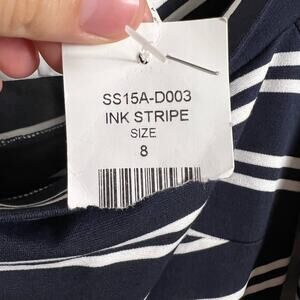 SS15A-D003
INK STRIPE
SIZE
8